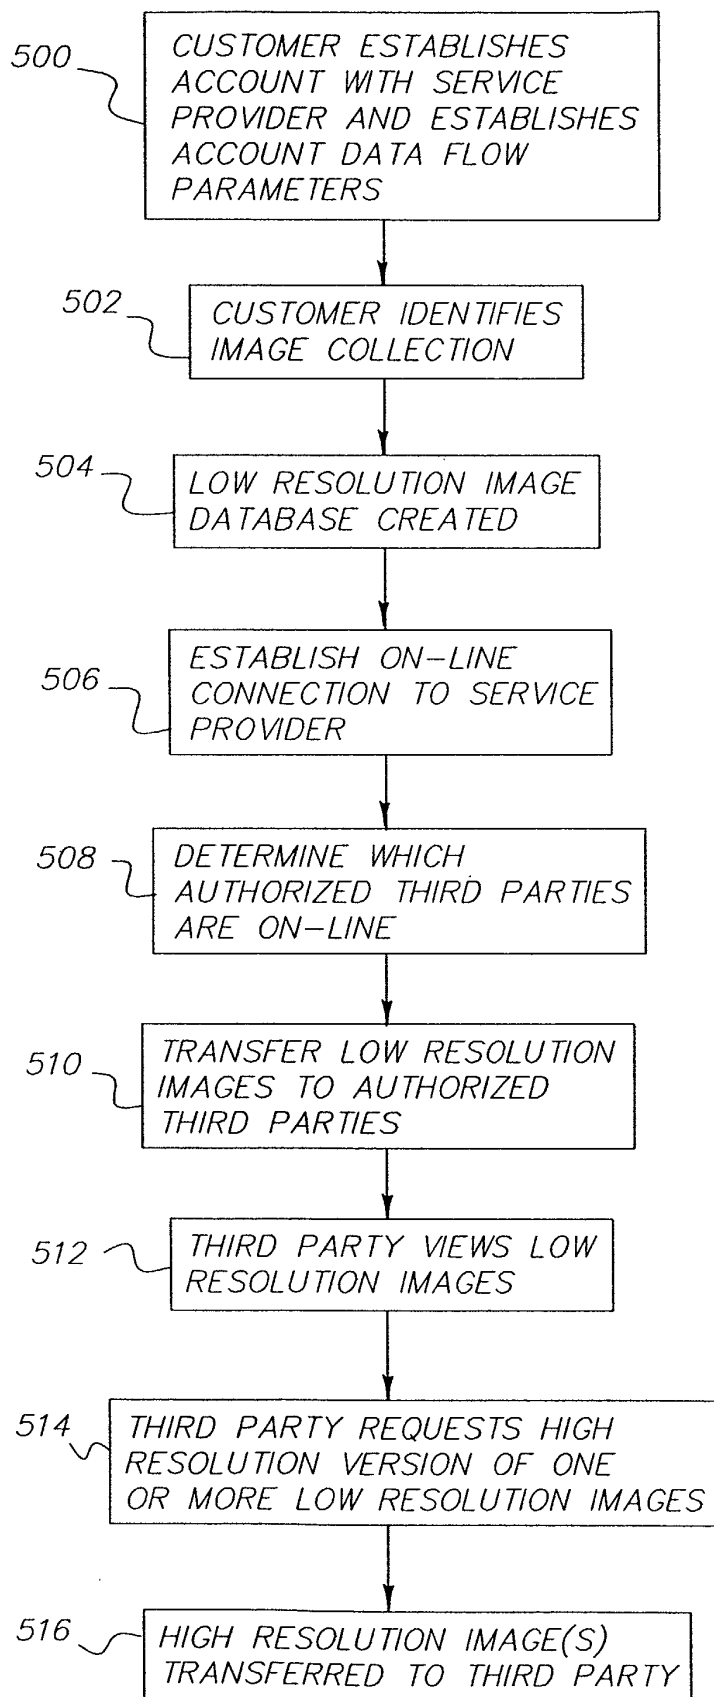 500
CUSTOMER ESTABLISHES
ACCOUNT WITH SERVICE
PROVIDER AND ESTABLISHES
ACCOUNT DATA FLOW
PARAMETERS
502
CUSTOMER IDENTIFIES
IMAGE COLLECTION
504
LOW RESOLUTION IMAGE
DATABASE CREATED
506
ESTABLISH ON-LINE
CONNECTION TO SERVICE
PROVIDER
508
DETERMINE WHICH
AUTHORIZED THIRD PARTIES
ARE ON-LINE
510
TRANSFER LOW RESOLUTION
IMAGES TO AUTHORIZED
THIRD PARTIES
512
THIRD PARTY VIEWS LOW
RESOLUTION IMAGES
514
THIRD PARTY REQUESTS HIGH
RESOLUTION VERSION OF ONE
OR MORE LOW RESOLUTION IMAGES
516
HIGH RESOLUTION IMAGE(S)
TRANSFERRED TO THIRD PARTY